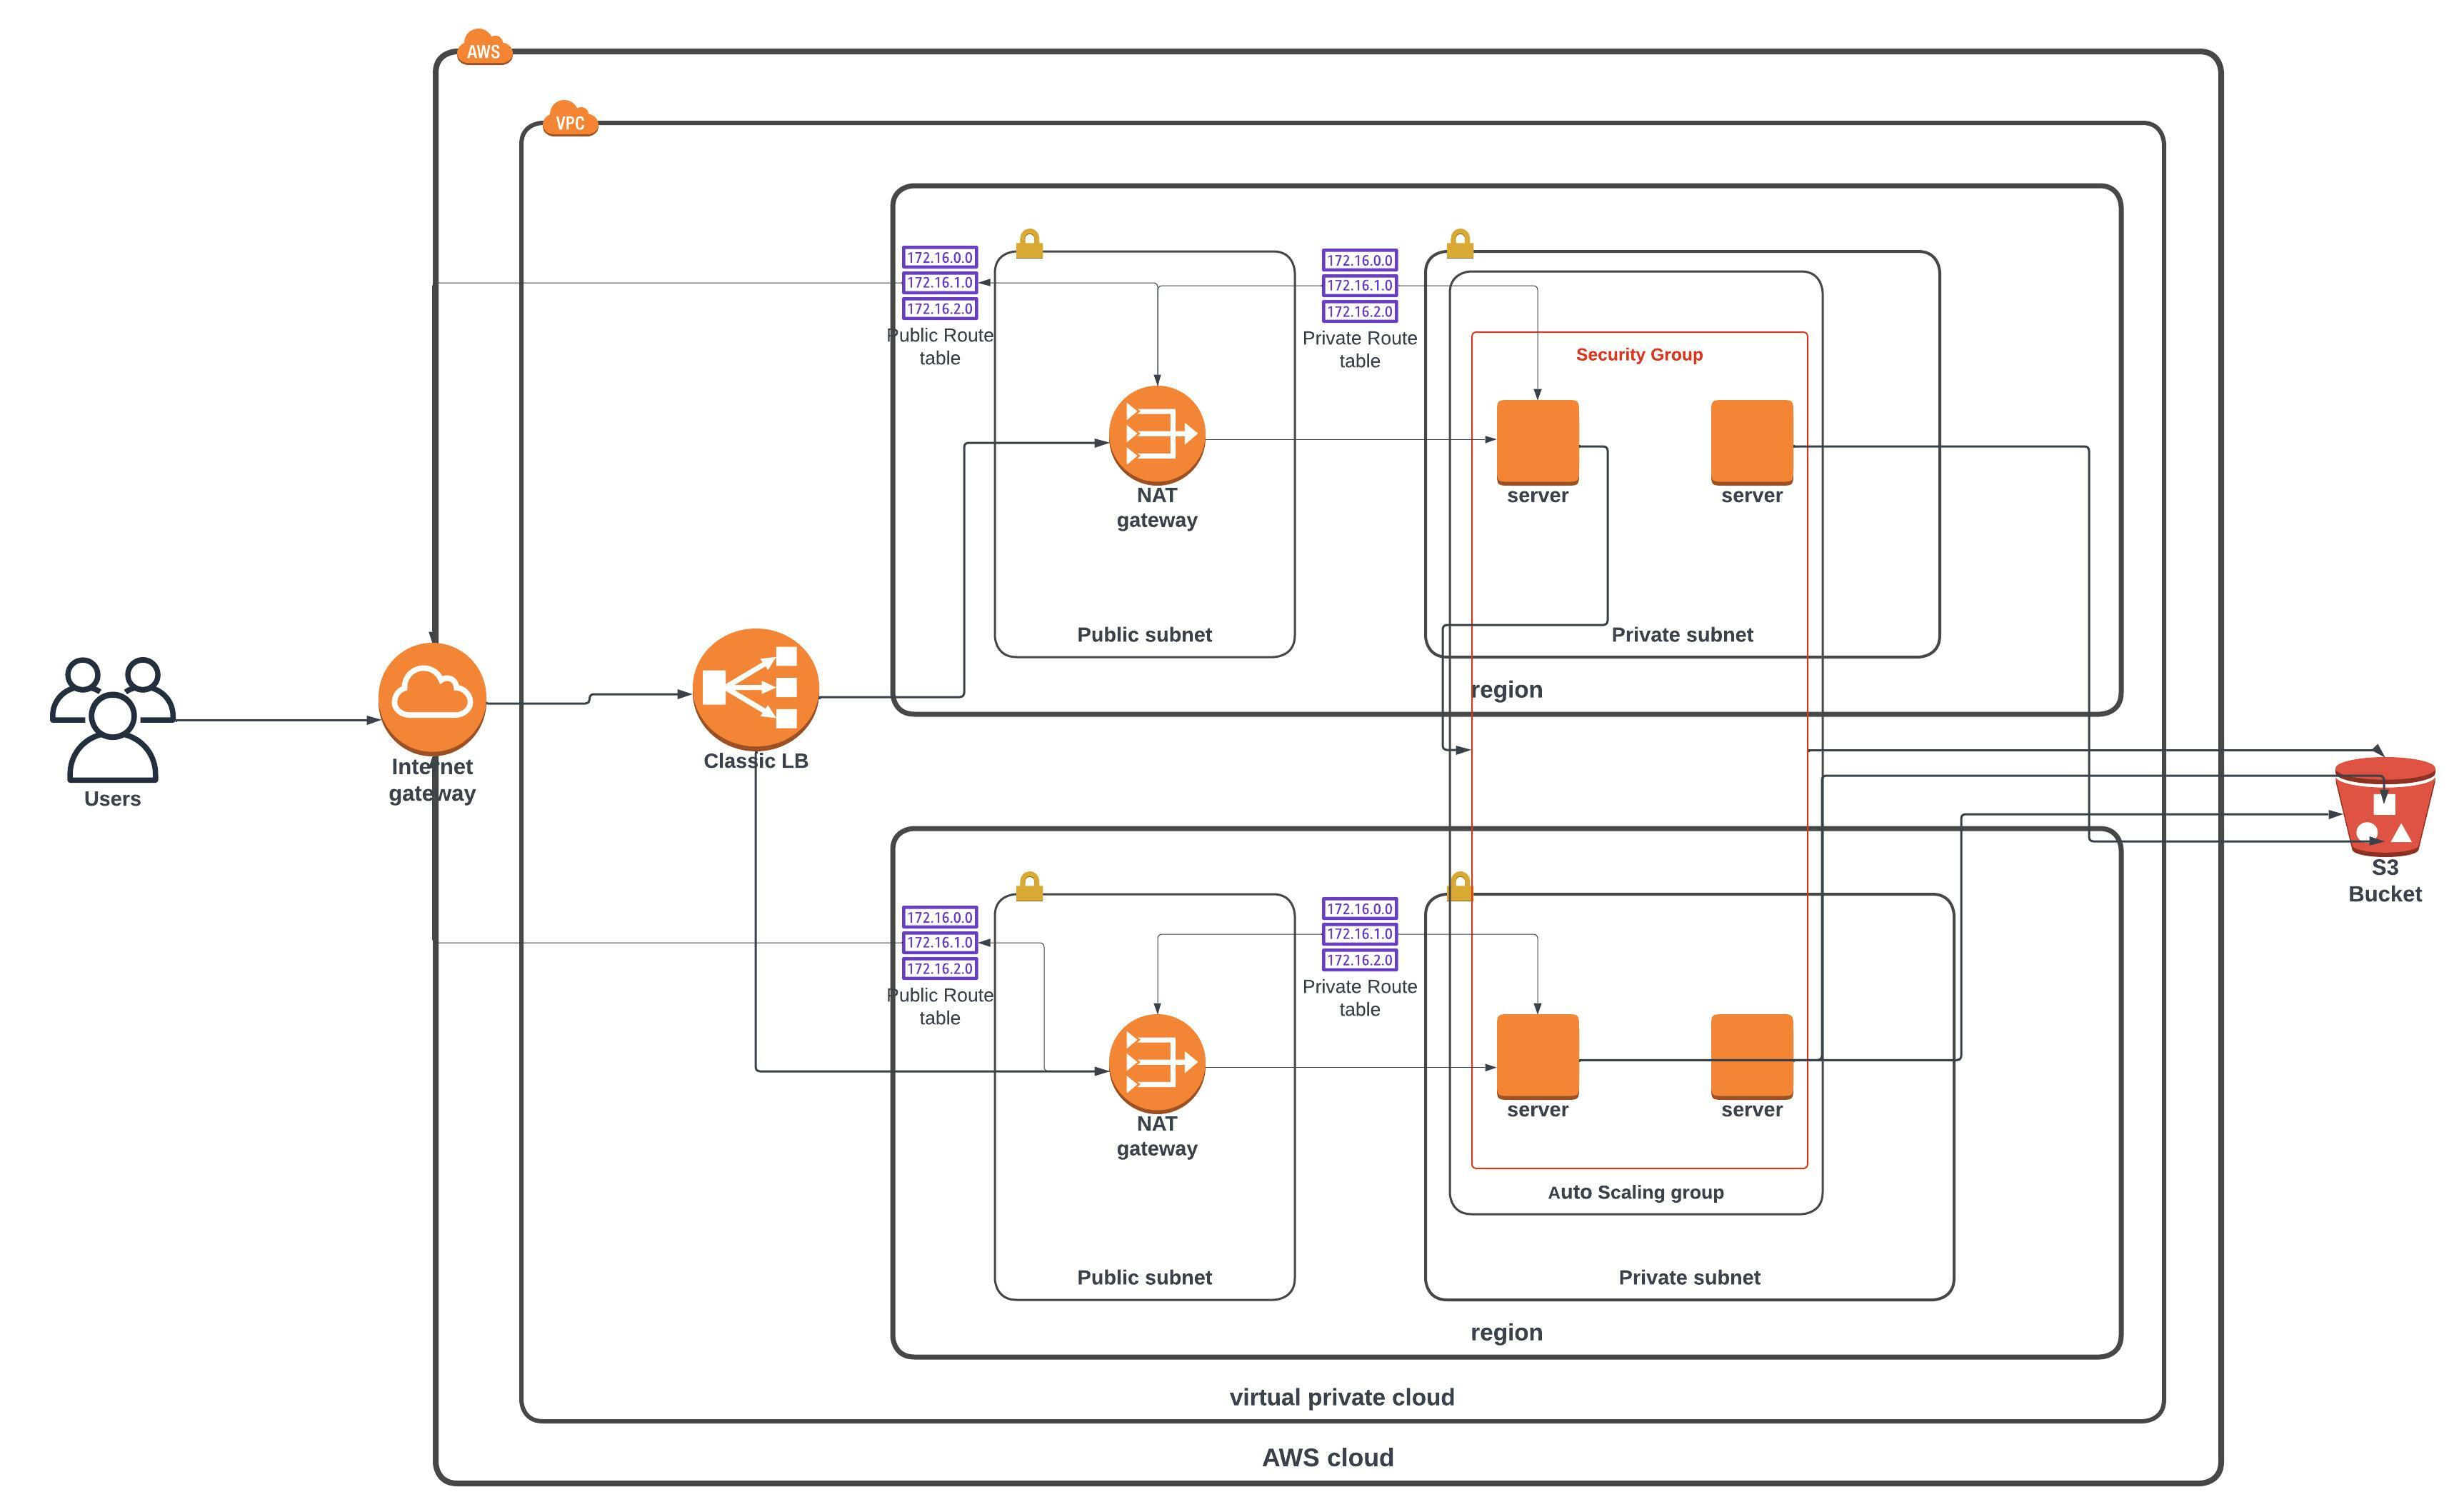 AWS
VPC
172.16.0.0
172.16.1.0
172.16.2.0
Public Route
table
172.16.0.0
172.16.1.0
172.16.2.0
Private Route
table
Security Group
NAT
gateway
server
server
Public subnet
Private subnet
region
Users
Internet
gateway
Classic LB
S3
Bucket
172.16.0.0
172.16.1.0
172.16.2.0
Public Route
table
172.16.0.0
172.16.1.0
172.16.2.0
Private Route
table
NAT
gateway
server
server
Auto Scaling group
Public subnet
Private subnet
region
virtual private cloud
AWS cloud